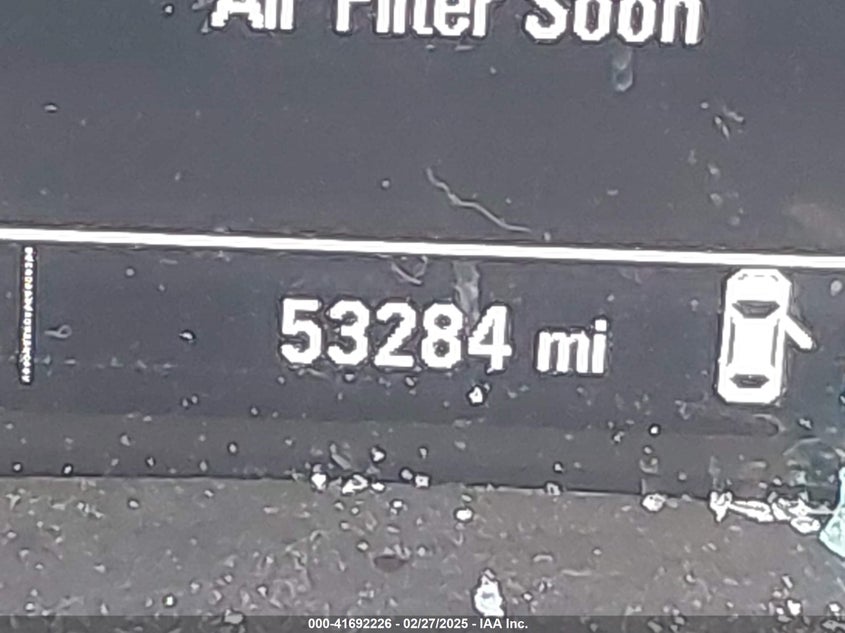 Air Filter Soon
53284 mi
000-41692226 - 02/27/2025 - IAA Inc.